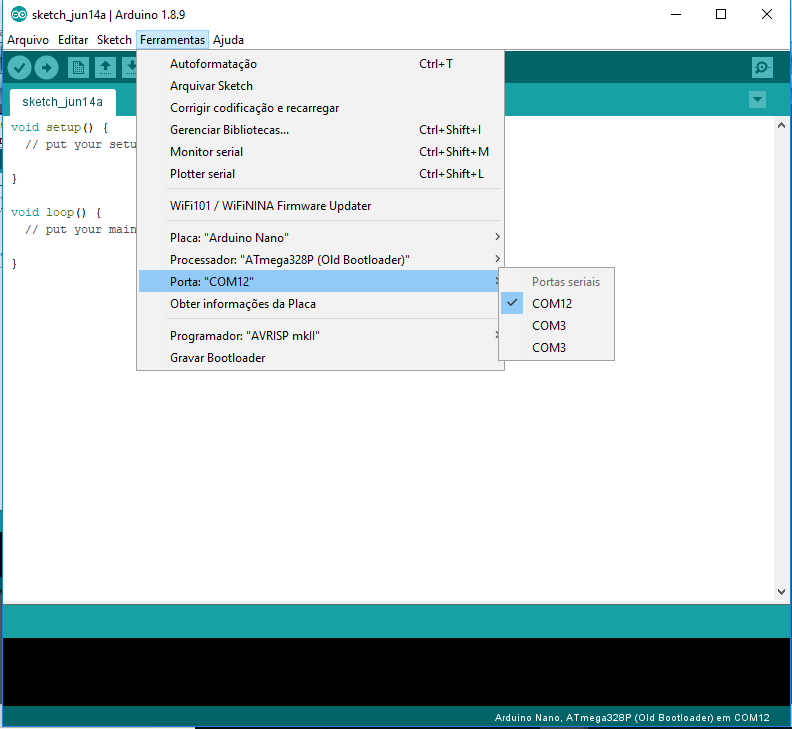 sketch_jun14a | Arduino 1.8.9
Arquivo Editar Sketch Ferramentas Ajuda
sketch_jun14a
void setup() {
// put your setu
}
void loop() {
// put your main
}
Autoformatação Ctrl+T
Arquivar Sketch
Corrigir codificação e recarregar
Gerenciar Bibliotecas... Ctrl+Shift+I
Monitor serial Ctrl+Shift+M
Plotter serial Ctrl+Shift+L
WiFi101 / WiFiNINA Firmware Updater
Placa: "Arduino Nano"
Processador: "ATmega328P (Old Bootloader)"
Porta: "COM12"
Obter informações da Placa
Programador: "AVRISP mkII"
Gravar Bootloader
Portas seriais
COM12
COM3
COM3
Arduino Nano, ATmega328P (Old Bootloader) em COM12